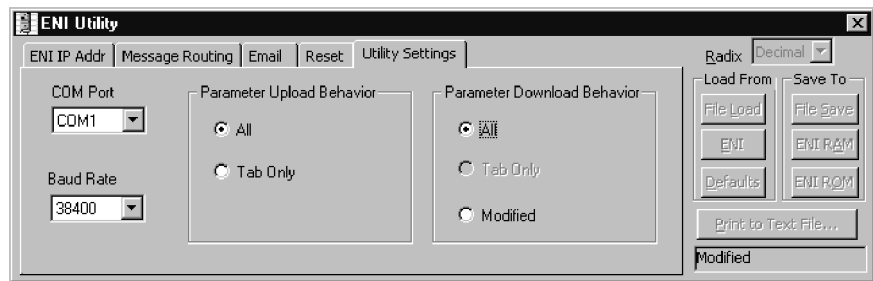 ENI Utility
ENI IP Addr Message Routing Email Reset Utility Settings
Radix Decimal
COM Port
COM1
Baud Rate
38400
Parameter Upload Behavior
All
Tab Only
Parameter Download Behavior
All
Tab Only
Modified
Load From
File Load
ENI
Defaults
Save To
File Save
ENI RAM
ENI ROM
Print to Text File...
Modified